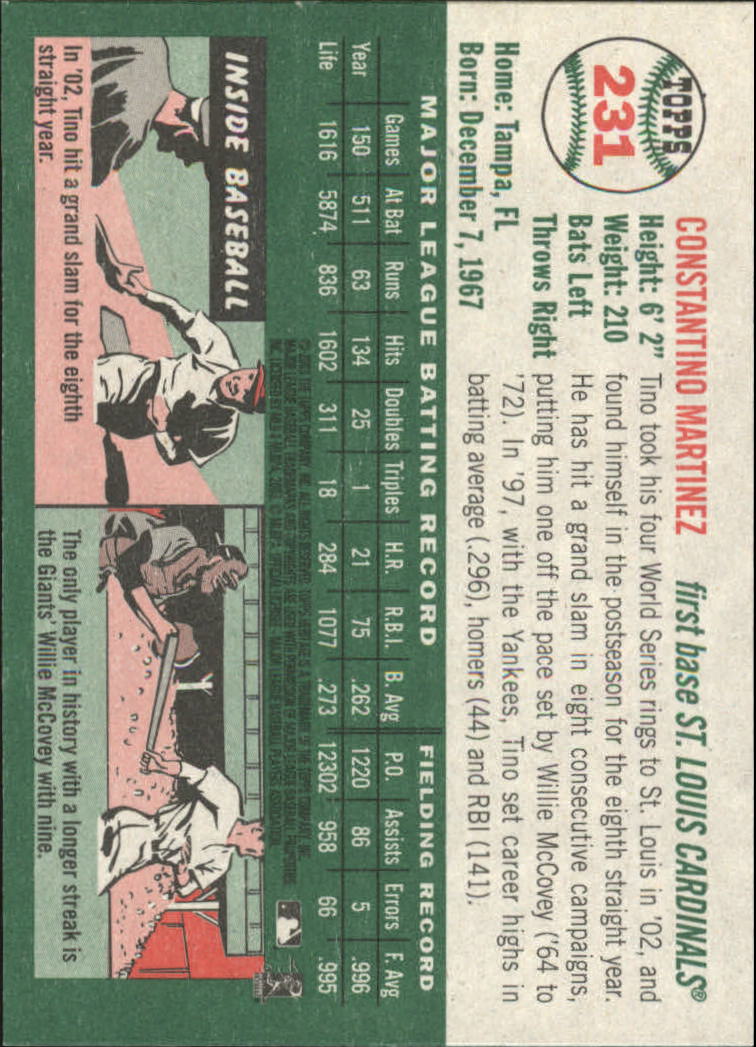 TOPPS
231
CONSTANTINO MARTINEZ first base ST. LOUIS CARDINALS®
Height: 6' 2"
Weight: 210
Bats Left
Throws Right
Home: Tampa, FL
Born: December 7, 1967
Tino took his four World Series rings to St. Louis in '02, and
found himself in the postseason for the eighth straight year.
He has hit a grand slam in eight consecutive campaigns,
putting him one off the pace set by Willie McCovey ('64 to
'72). In '97, with the Yankees, Tino set career highs in
batting average (.296), homers (44) and RBI (141).
MAJOR LEAGUE BATTING RECORD FIELDING RECORD
Games At Bat Runs Hits Doubles Triples H.R. R.B.I. B. Avg P.O. Assists Errors F. Avg
Year 150 511 63 134 25 1 21 75 .262 1220 86 5 .996
Life 1616 5874 836 1602 311 18 284 1077 .273 12302 958 66 .995
INSIDE BASEBALL
In '02, Tino hit a grand slam for the eighth
straight year.
The only player in history with a longer streak is
the Giants' Willie McCovey with nine.